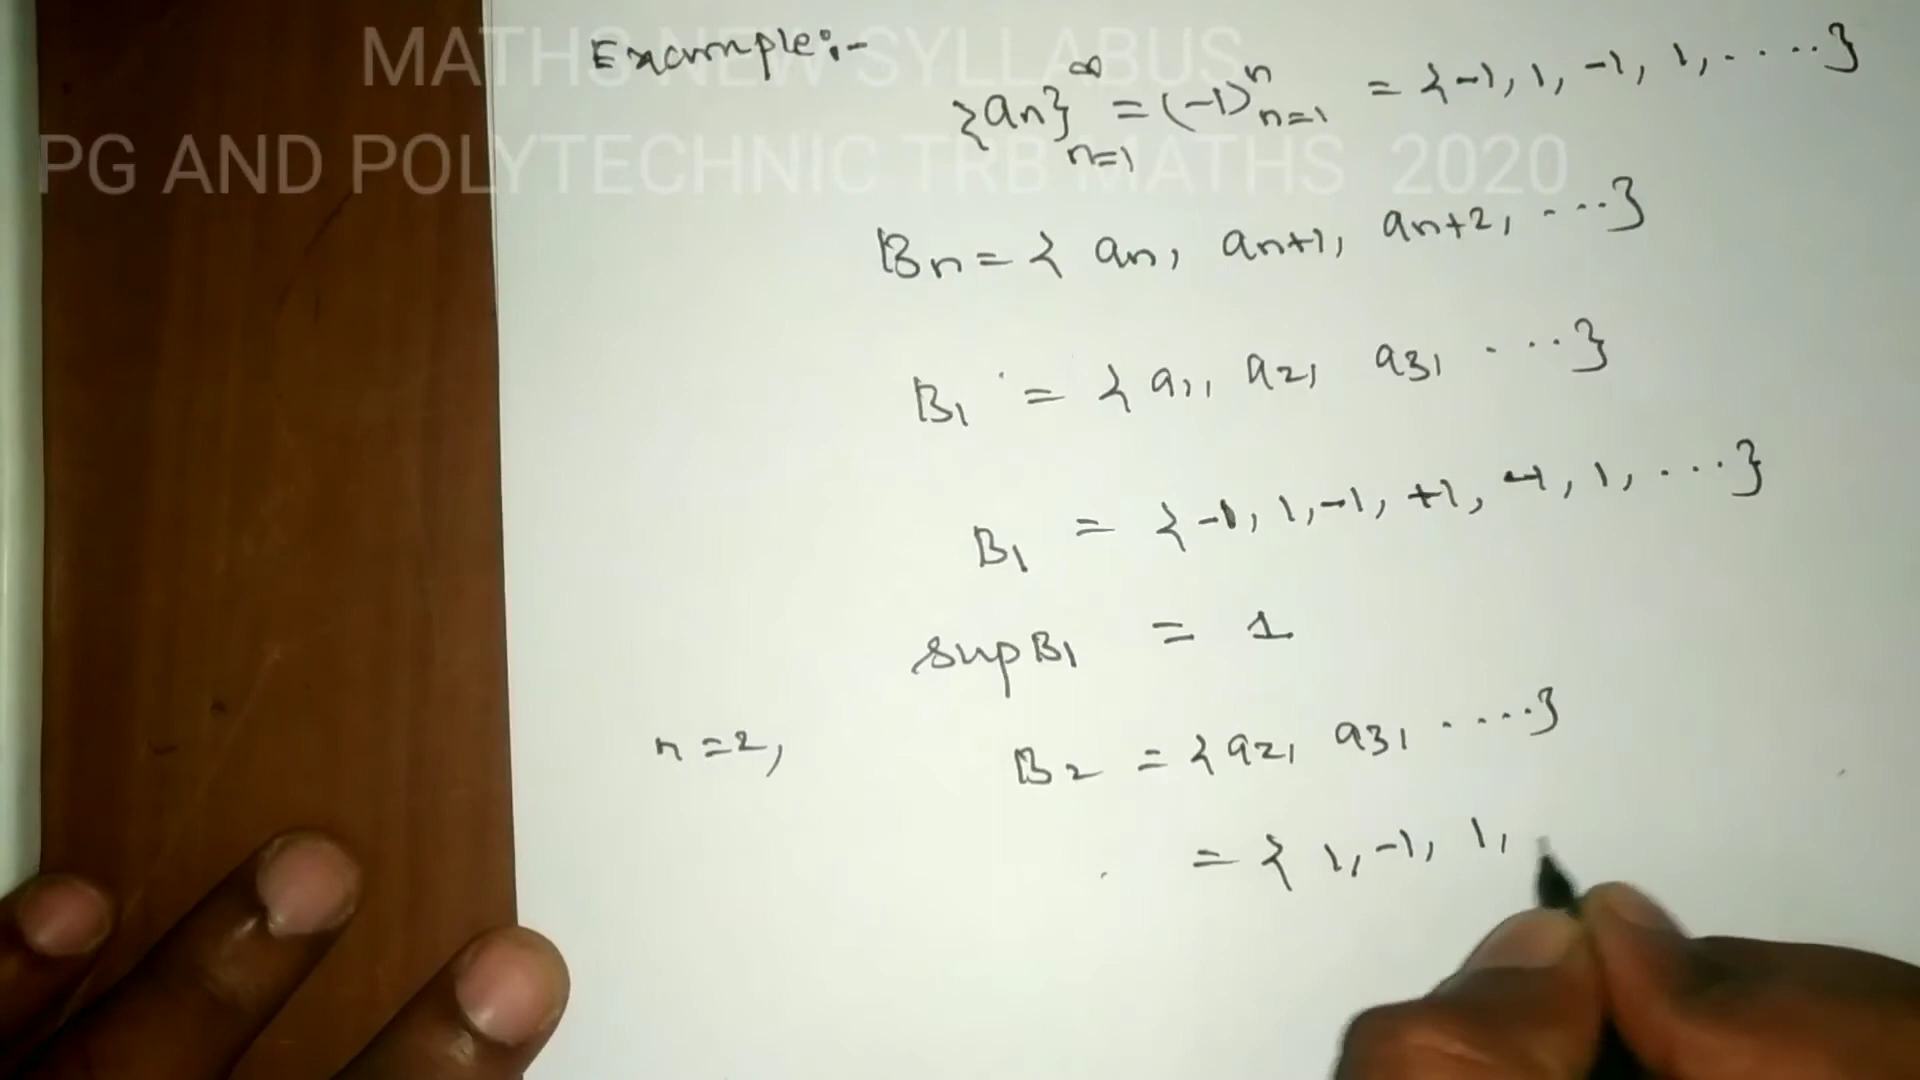 MATHS NEW SYLLABUS
PG AND POLYTECHNIC TRB MATHS 2020
Example:-
{an}∞n=1 = (-1)^n n=1 = {-1, 1, -1, 1, ....}
Bn = { an, an+1, an+2, ....}
B1 = {a1, a2, a3, ....}
B1 = {-1, 1, -1, +1, -1, 1, ....}
sup B1 = 1
n=2, B2 = {a2, a3, .....}
= { 1, -1, 1,